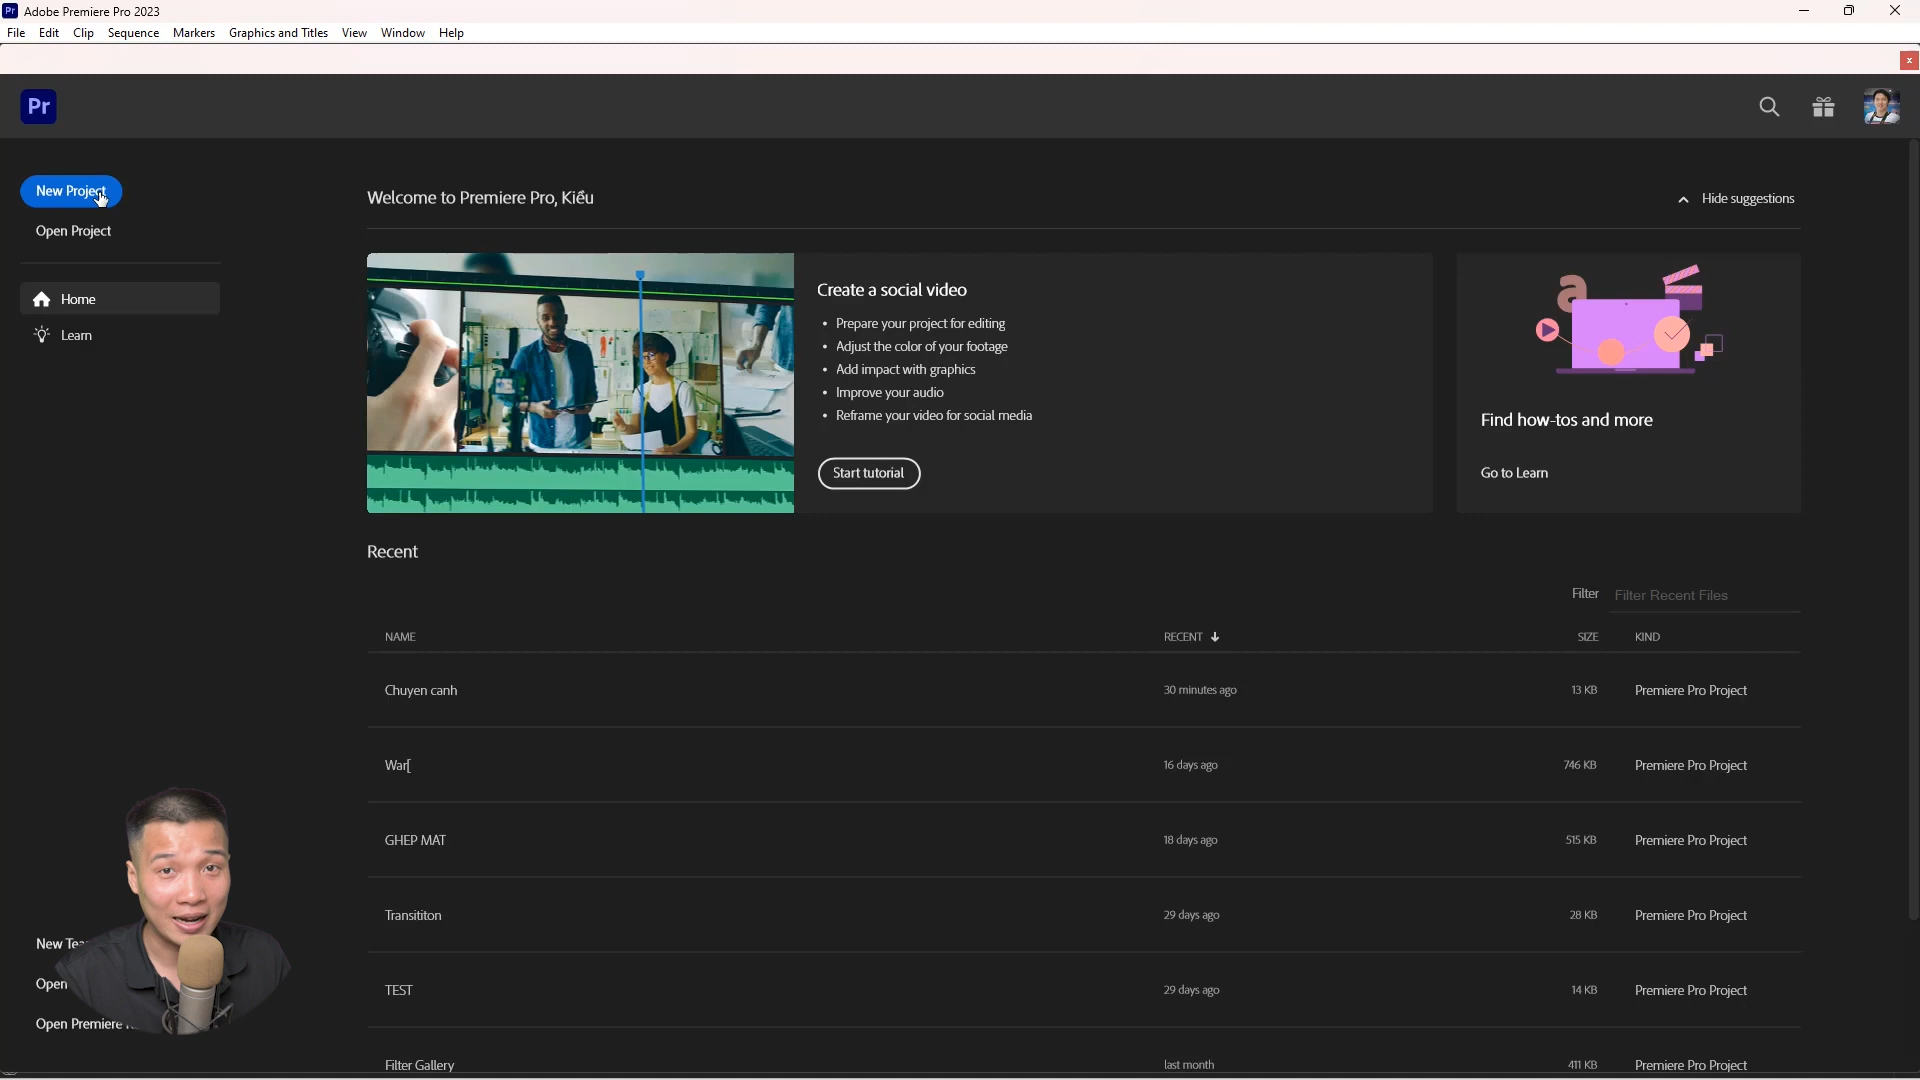 Pr Adobe Premiere Pro 2023
File Edit Clip Sequence Markers Graphics and Titles View Window Help
Pr
New Project
Open Project
Home
Learn
Welcome to Premiere Pro, Kiều
Hide suggestions
Create a social video
• Prepare your project for editing
• Adjust the color of your footage
• Add impact with graphics
• Improve your audio
• Reframe your video for social media
Start tutorial
a
Find how-tos and more
Go to Learn
Recent
Filter Filter Recent Files
NAME RECENT SIZE KIND
Chuyen canh 30 minutes ago 13 KB Premiere Pro Project
War[ 16 days ago 746 KB Premiere Pro Project
GHEP MAT 18 days ago 515 KB Premiere Pro Project
Transititon 29 days ago 28 KB Premiere Pro Project
TEST 29 days ago 14 KB Premiere Pro Project
Filter Gallery last month 411 KB Premiere Pro Project
New
Open
Open Premiere